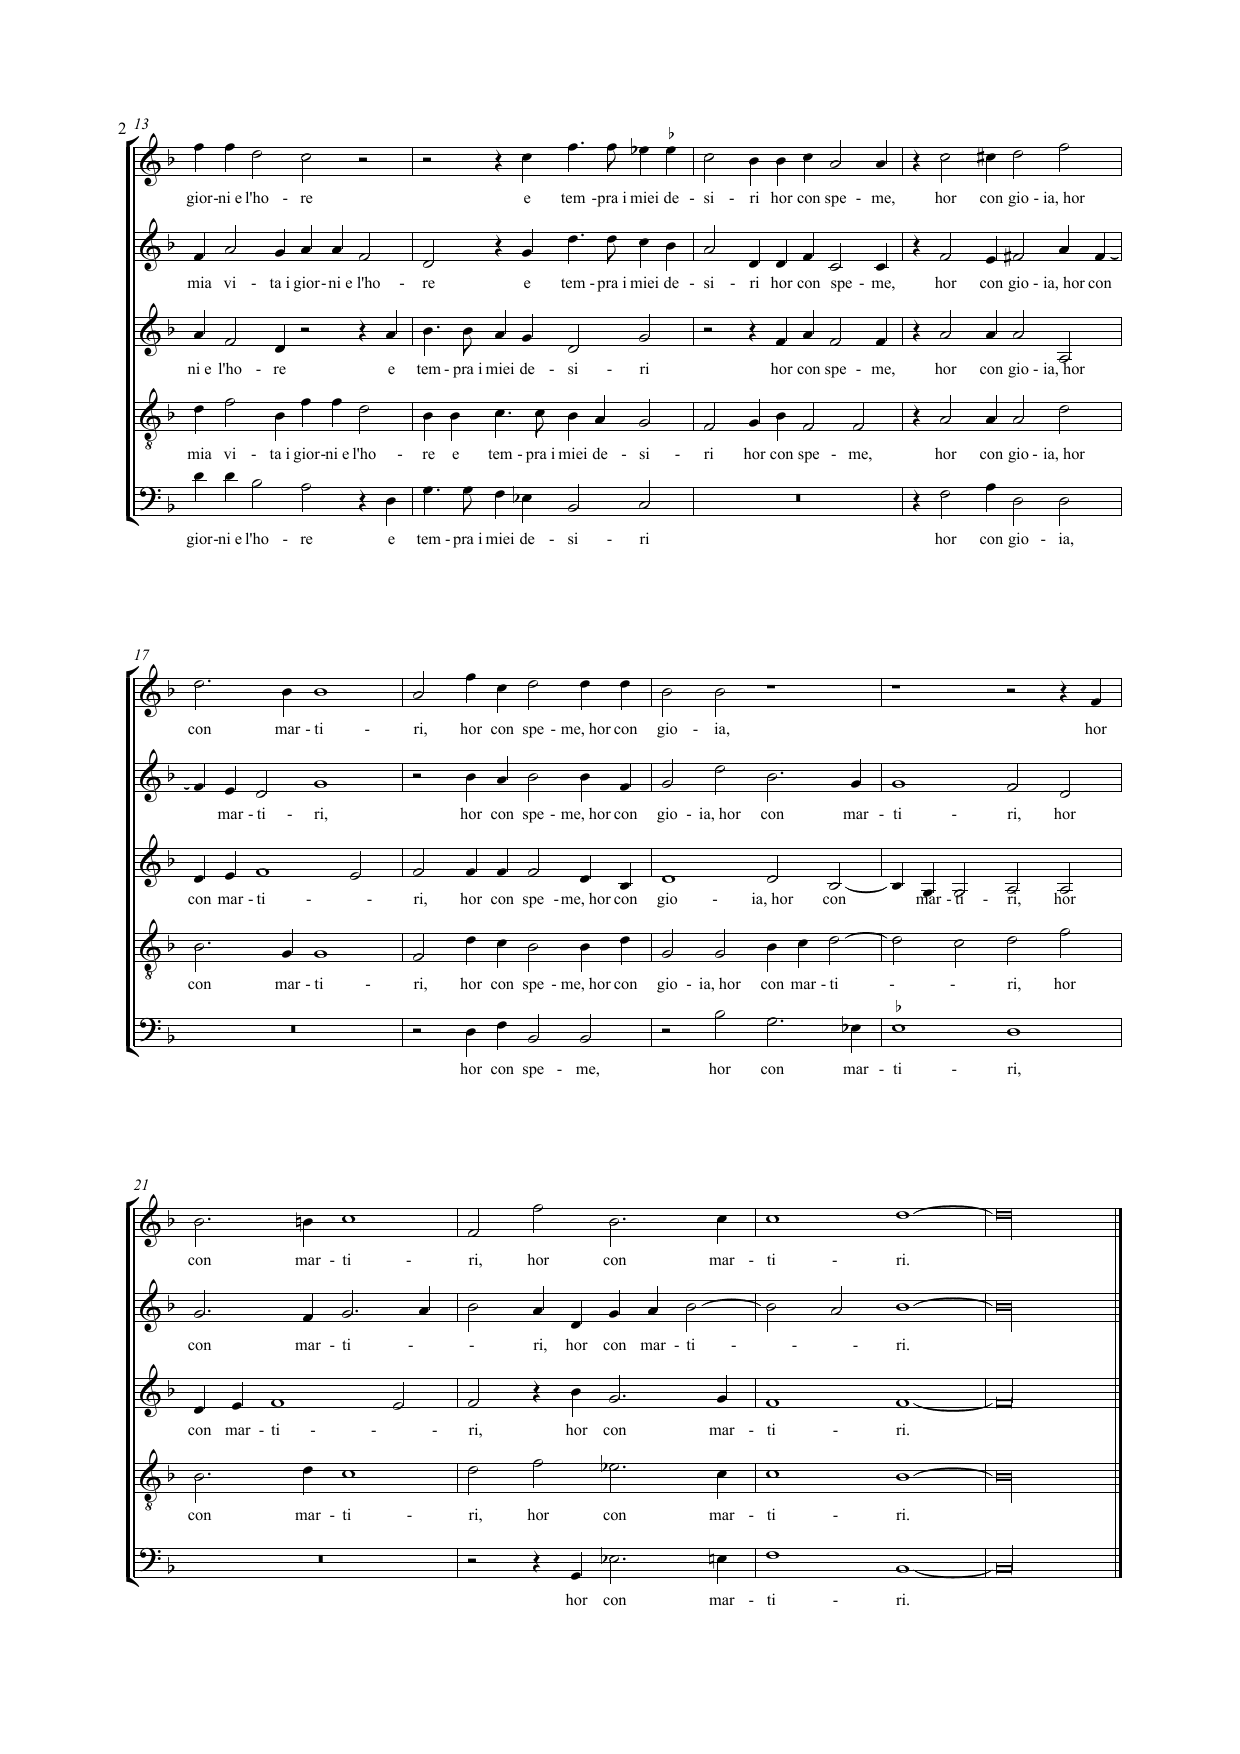 2 13
gior-ni e l'ho - re e tem -pra i miei de - si - ri hor con spe - me, hor con gio - ia, hor
mia vi - ta i gior-ni e l'ho - re e tem - pra i miei de - si - ri hor con spe - me, hor con gio - ia, hor con
ni e l'ho - re e tem - pra i miei de - si - ri hor con spe - me, hor con gio - ia, hor
mia vi - ta i gior-ni e l'ho - re e tem - pra i miei de - si - ri hor con spe - me, hor con gio - ia, hor
gior-ni e l'ho - re e tem - pra i miei de - si - ri hor con gio - ia,
17
con mar - ti - ri, hor con spe - me, hor con gio - ia, hor
mar - ti - ri, hor con spe - me, hor con gio - ia, hor con mar - ti - ri, hor
con mar - ti - - ri, hor con spe - me, hor con gio - ia, hor con mar - ti - ri, hor
con mar - ti - ri, hor con spe - me, hor con gio - ia, hor con mar - ti - - ri, hor
hor con spe - me, hor con mar - ti - ri,
21
con mar - ti - ri, hor con mar - ti - ri.
con mar - ti - - ri, hor con mar - ti - - - ri.
con mar - ti - - - ri, hor con mar - ti - ri.
con mar - ti - ri, hor con mar - ti - ri.
hor con mar - ti - ri.